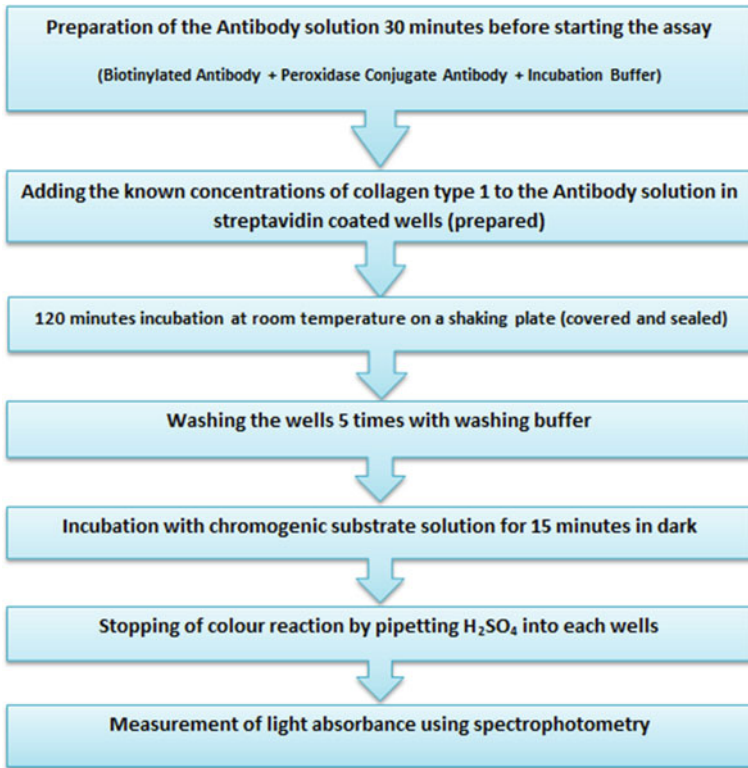 Preparation of the Antibody solution 30 minutes before starting the assay
(Biotinylated Antibody + Peroxidase Conjugate Antibody + Incubation Buffer)
Adding the known concentrations of collagen type 1 to the Antibody solution in
streptavidin coated wells (prepared)
120 minutes incubation at room temperature on a shaking plate (covered and sealed)
Washing the wells 5 times with washing buffer
Incubation with chromogenic substrate solution for 15 minutes in dark
Stopping of colour reaction by pipetting H₂SO₄ into each wells
Measurement of light absorbance using spectrophotometry